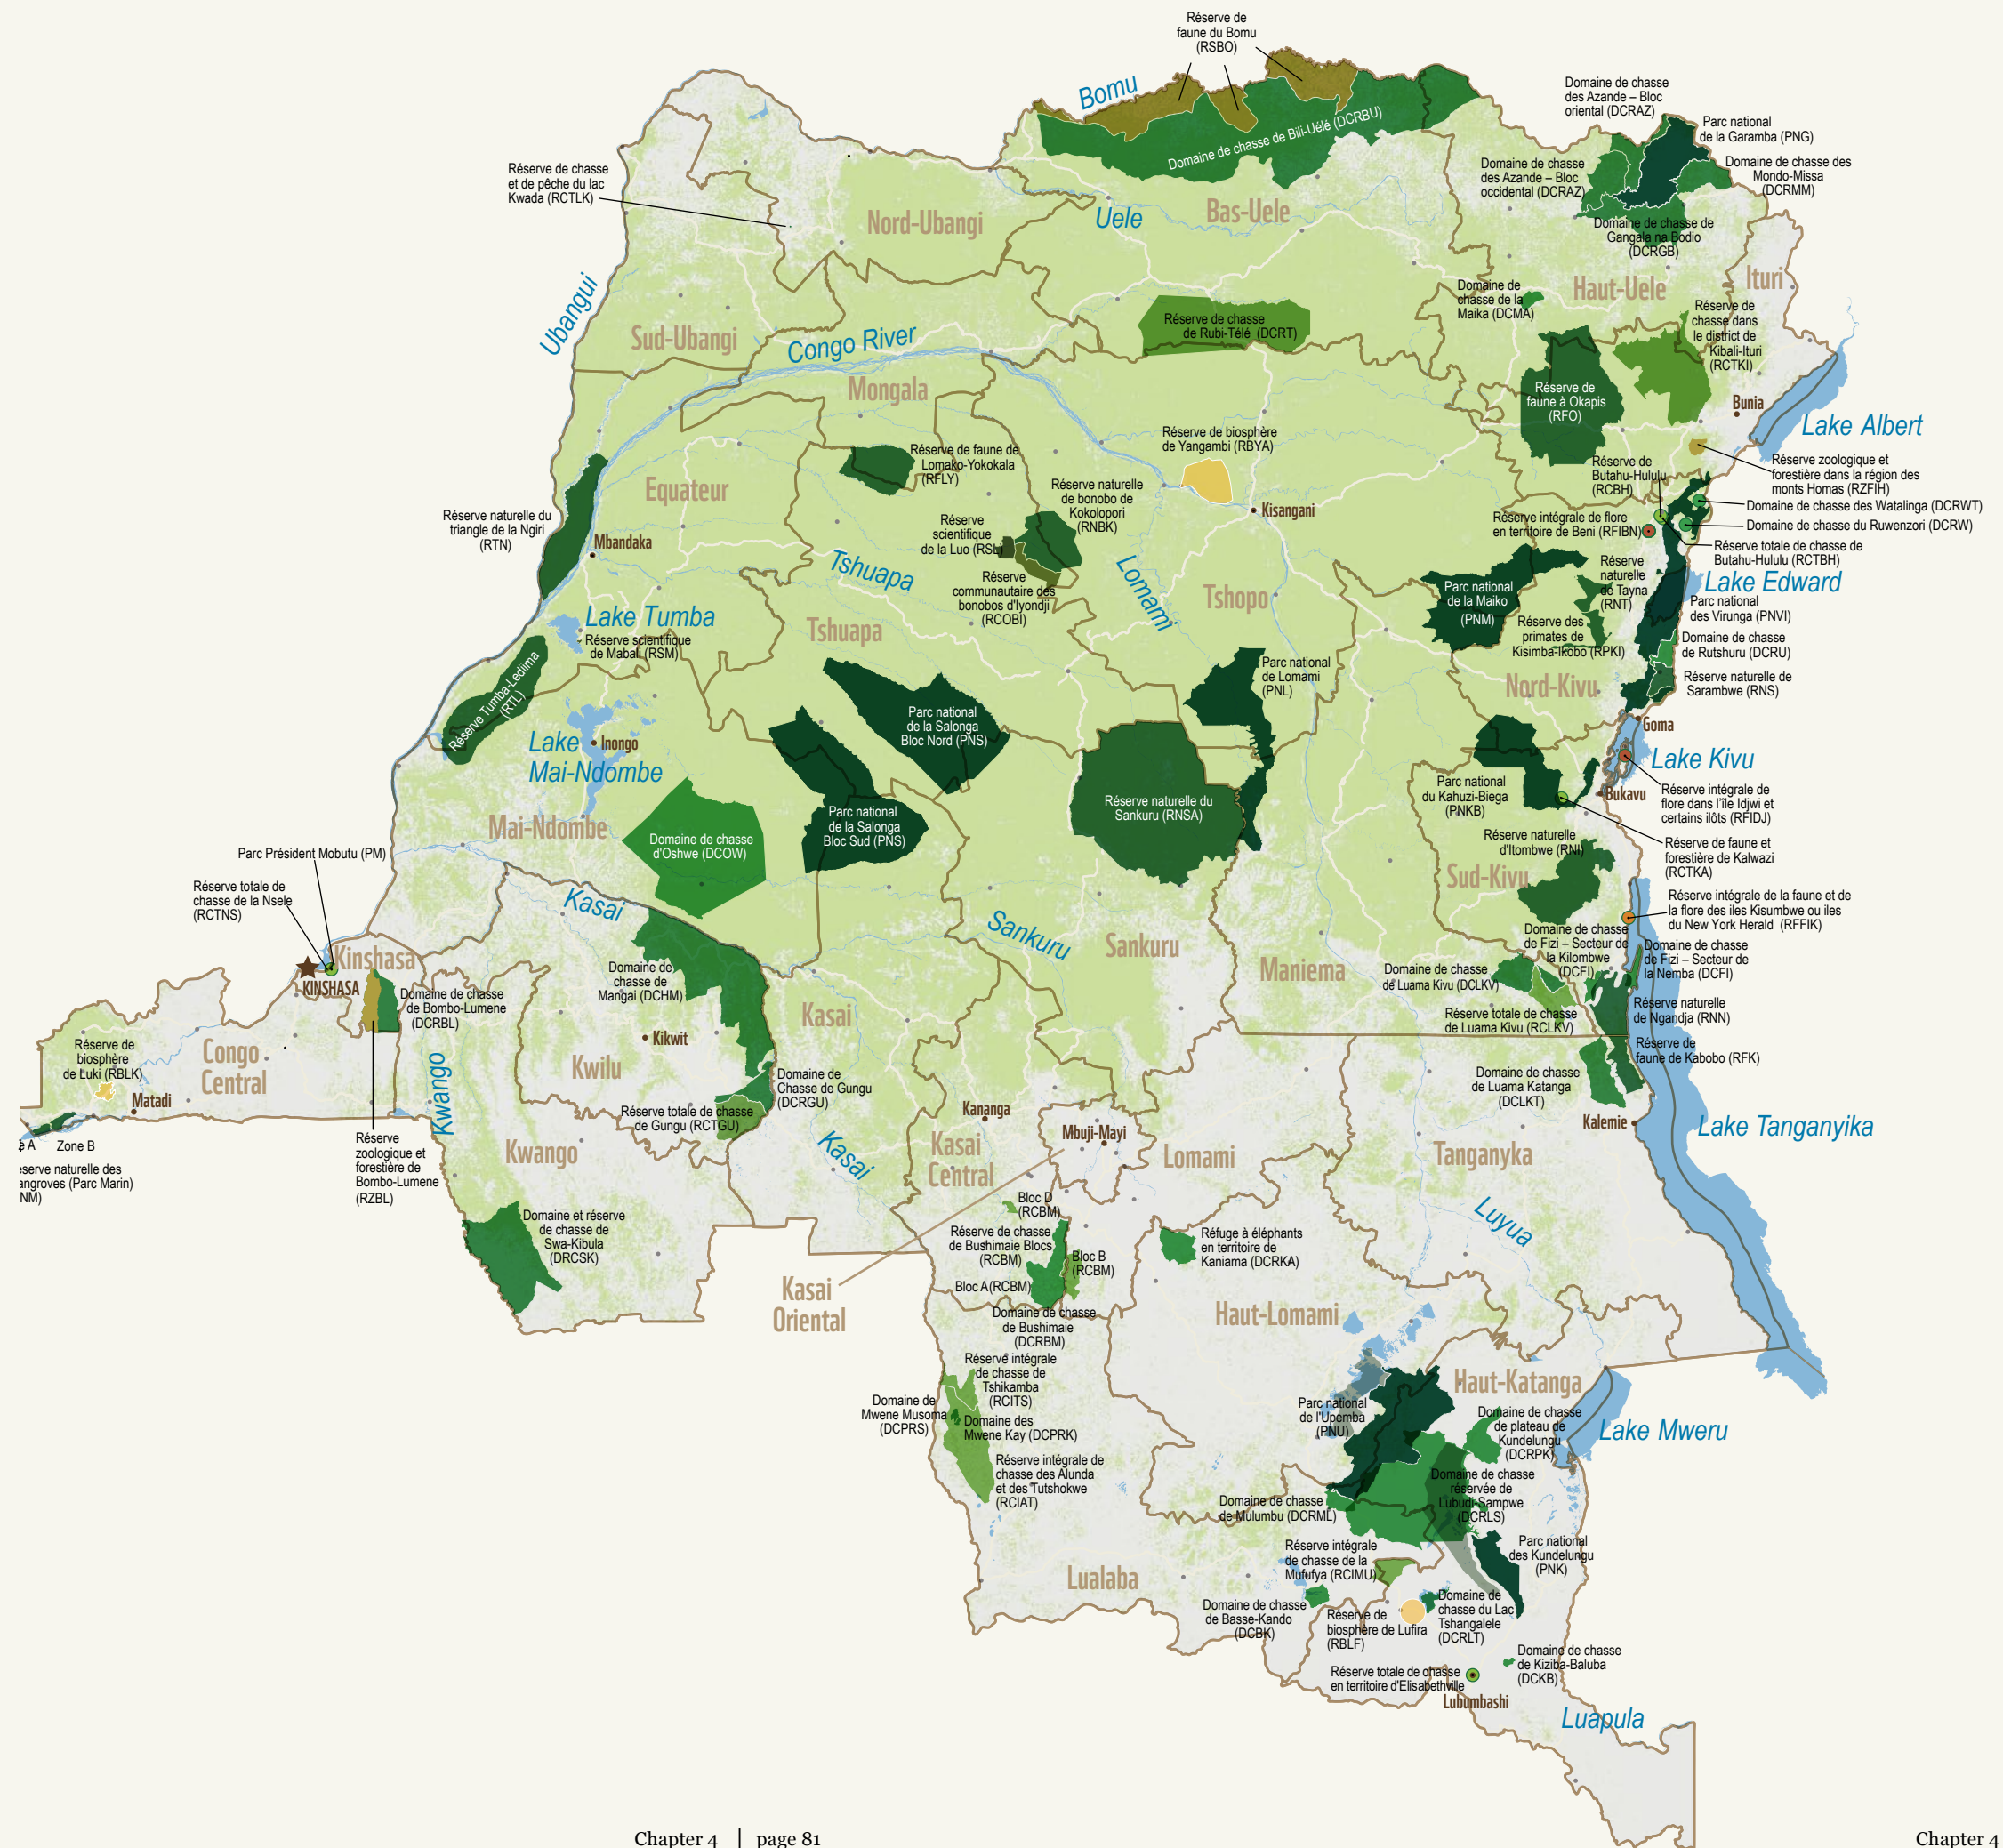 Réserve de
faune du Bomu
(RSBO)
Bomu
Domaine de chasse de Bili-Uélé (DCRBU)
Domaine de chasse
des Azande – Bloc
oriental (DCRAZ)
Parc national
de la Garamba (PNG)
Domaine de chasse
des Azande – Bloc
occidental (DCRAZ)
Domaine de chasse des
Mondo-Missa
(DCRMM)
Domaine de chasse de
Gangala na Bodio
(DCRGB)
Réserve de chasse
et de pêche du lac
Kwada (RCTLK)
Nord-Ubangi
Uele
Bas-Uele
Haut-Uele
Ituri
Domaine de
chasse de la
Maika (DCMA)
Réserve de
chasse dans
le district de
Kibali-Ituri
(RCTKI)
Ubangui
Sud-Ubangi
Congo River
Réserve de chasse
de Rubi-Télé (DCRT)
Mongala
Réserve de
faune à Okapis
(RFO)
Bunia
Lake Albert
Réserve de biosphère
de Yangambi (RBYA)
Réserve de faune de
Lomako-Yokokala
(RFLY)
Equateur
Réserve naturelle
de bonobo de
Kokolopori
(RNBK)
Réserve de
Butahu-Hululu
(RCBH)
Réserve zoologique et
forestière dans la région des
monts Homas (RZFIH)
Domaine de chasse des Watalinga (DCRWT)
Domaine de chasse du Ruwenzori (DCRW)
Réserve naturelle du
triangle de la Ngiri
(RTN)
Mbandaka
Réserve
scientifique
de la Luo (RSL)
Kisangani
Réserve intégrale de flore
en territoire de Beni (RFIBN)
Réserve totale de chasse de
Butahu-Hululu (RCTBH)
Tshuapa
Réserve
communautaire des
bonobos d'Iyondji
(RCOBI)
Lomami
Tshopo
Parc national
de la Maiko
(PNM)
Réserve
naturelle
de Tayna
(RNT)
Lake Edward
Parc national
des Virunga (PNVI)
Lake Tumba
Réserve scientifique
de Mabali (RSM)
Tshuapa
Réserve des
primates de
Kisimba-Ikobo (RPKI)
Domaine de chasse
de Rutshuru (DCRU)
Réserve Tumba-Lediima
(RTL)
Parc national
de Lomami
(PNL)
Nord-Kivu
Réserve naturelle de
Sarambwe (RNS)
Parc national
de la Salonga
Bloc Nord (PNS)
Goma
Lake
Mai-Ndombe
Inongo
Lake Kivu
Parc national
du Kahuzi-Biega
(PNKB)
Bukavu
Réserve intégrale de
flore dans l'île Idjwi et
certains ilôts (RFIDJ)
Réserve naturelle du
Sankuru (RNSA)
Parc national
de la Salonga
Bloc Sud (PNS)
Mai-Ndombe
Domaine de chasse
d'Oshwe (DCOW)
Réserve naturelle
d'Itombwe (RNI)
Réserve de faune et
forestière de Kalwazi
(RCTKA)
Parc Président Mobutu (PM)
Réserve totale de
chasse de la Nsele
(RCTNS)
Sud-Kivu
Kasai
Réserve intégrale de la faune et de
la flore des iles Kisumbwe ou iles
du New York Herald (RFFIK)
Sankuru
Sankuru
Domaine de chasse
de Fizi – Secteur de
la Kilombwe
(DCFI)
Domaine de chasse
de Fizi – Secteur de
la Nemba (DCFI)
Kinshasa
KINSHASA
Domaine de
chasse de
Mangai (DCHM)
Maniema
Domaine de chasse
de Luama Kivu (DCLKV)
Domaine de chasse
de Bombo-Lumene
(DCRBL)
Kasai
Réserve totale de chasse
de Luama Kivu (RCLKV)
Réserve naturelle
de Ngandja (RNN)
Réserve de
biosphère
de Luki (RBLK)
Congo
Central
Kikwit
Kwilu
Kwango
Réserve de
faune de Kabobo (RFK)
Domaine de chasse
de Luama Katanga
(DCLKT)
Domaine de
Chasse de Gungu
(DCRGU)
Réserve totale de chasse
de Gungu (RCTGU)
Matadi
Kananga
Mbuji-Mayi
Kalemie
Lake Tanganyika
A
Zone B
serve naturelle des
angroves (Parc Marin)
NM)
Réserve
zoologique et
forestière de
Bombo-Lumene
(RZBL)
Kwango
Kasai
Kasai
Central
Lomami
Tanganyka
Domaine et réserve
de chasse de
Swa-Kibula
(DRCSK)
Bloc D
(RCBM)
Réserve de chasse
de Bushimaie Blocs
(RCBM)
Bloc B
(RCBM)
Bloc A (RCBM)
Réfuge à éléphants
en territoire de
Kaniama (DCRKA)
Luyua
Kasai
Oriental
Domaine de chasse
de Bushimaie
(DCRBM)
Haut-Lomami
Réserve intégrale
de chasse de
Tshikamba
(RCITS)
Domaine de
Mwene Musoma
(DCPRS)
Domaine des
Mwene Kay (DCPRK)
Réserve intégrale de
chasse des Alunda
et des Tutshokwe
(RCIAT)
Parc national
de l'Upemba
(PNU)
Haut-Katanga
Domaine de chasse
de plateau de
Kundelungu
(DCRPK)
Lake Mweru
Domaine de chasse
réservée de
Lubudi-Sampwe
(DCRLS)
Domaine de chasse
de Mulumbu (DCRML)
Parc national
des Kundelungu
(PNK)
Réserve intégrale
de chasse de la
Mufufya (RCIMU)
Lualaba
Domaine de chasse
de Basse-Kando
(DCBK)
Réserve de
biosphère de Lufira
(RBLF)
Domaine de
chasse du Lac
Tshangalele
(DCRLT)
Domaine de chasse
de Kiziba-Baluba
(DCKB)
Réserve totale de chasse
en territoire d'Elisabethville
Lubumbashi
Luapula
Chapter 4 | page 81
Chapter 4